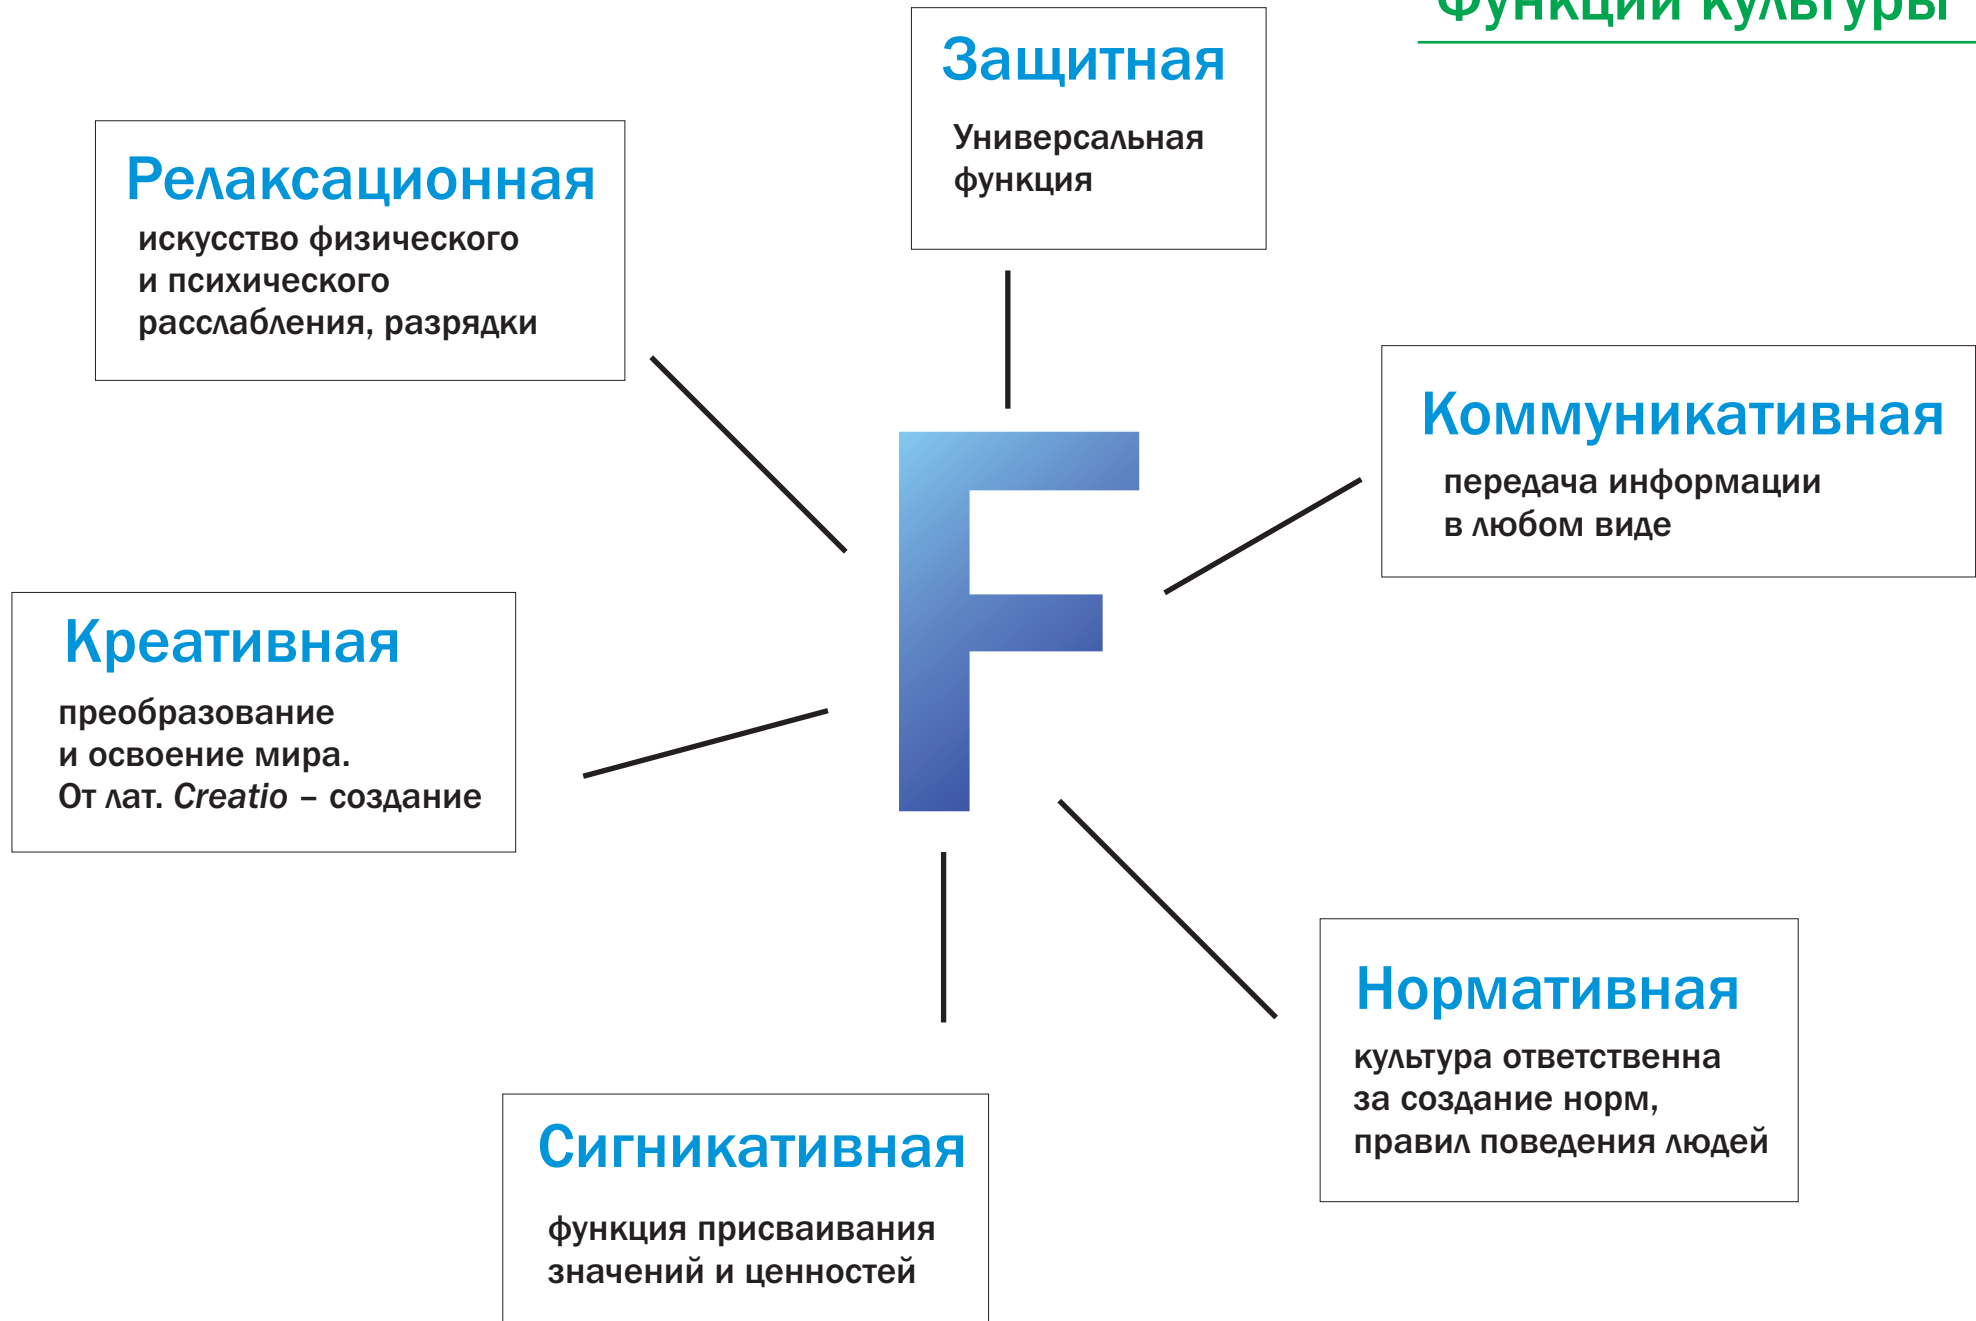 Функции культуры
Защитная
Универсальная
функция
Релаксационная
искусство физического
и психического
расслабления, разрядки
Коммуникативная
передача информации
в любом виде
F
Креативная
преобразование
и освоение мира.
От лат. Creatio – создание
Нормативная
культура ответственна
за создание норм,
правил поведения людей
Сигникативная
функция присваивания
значений и ценностей